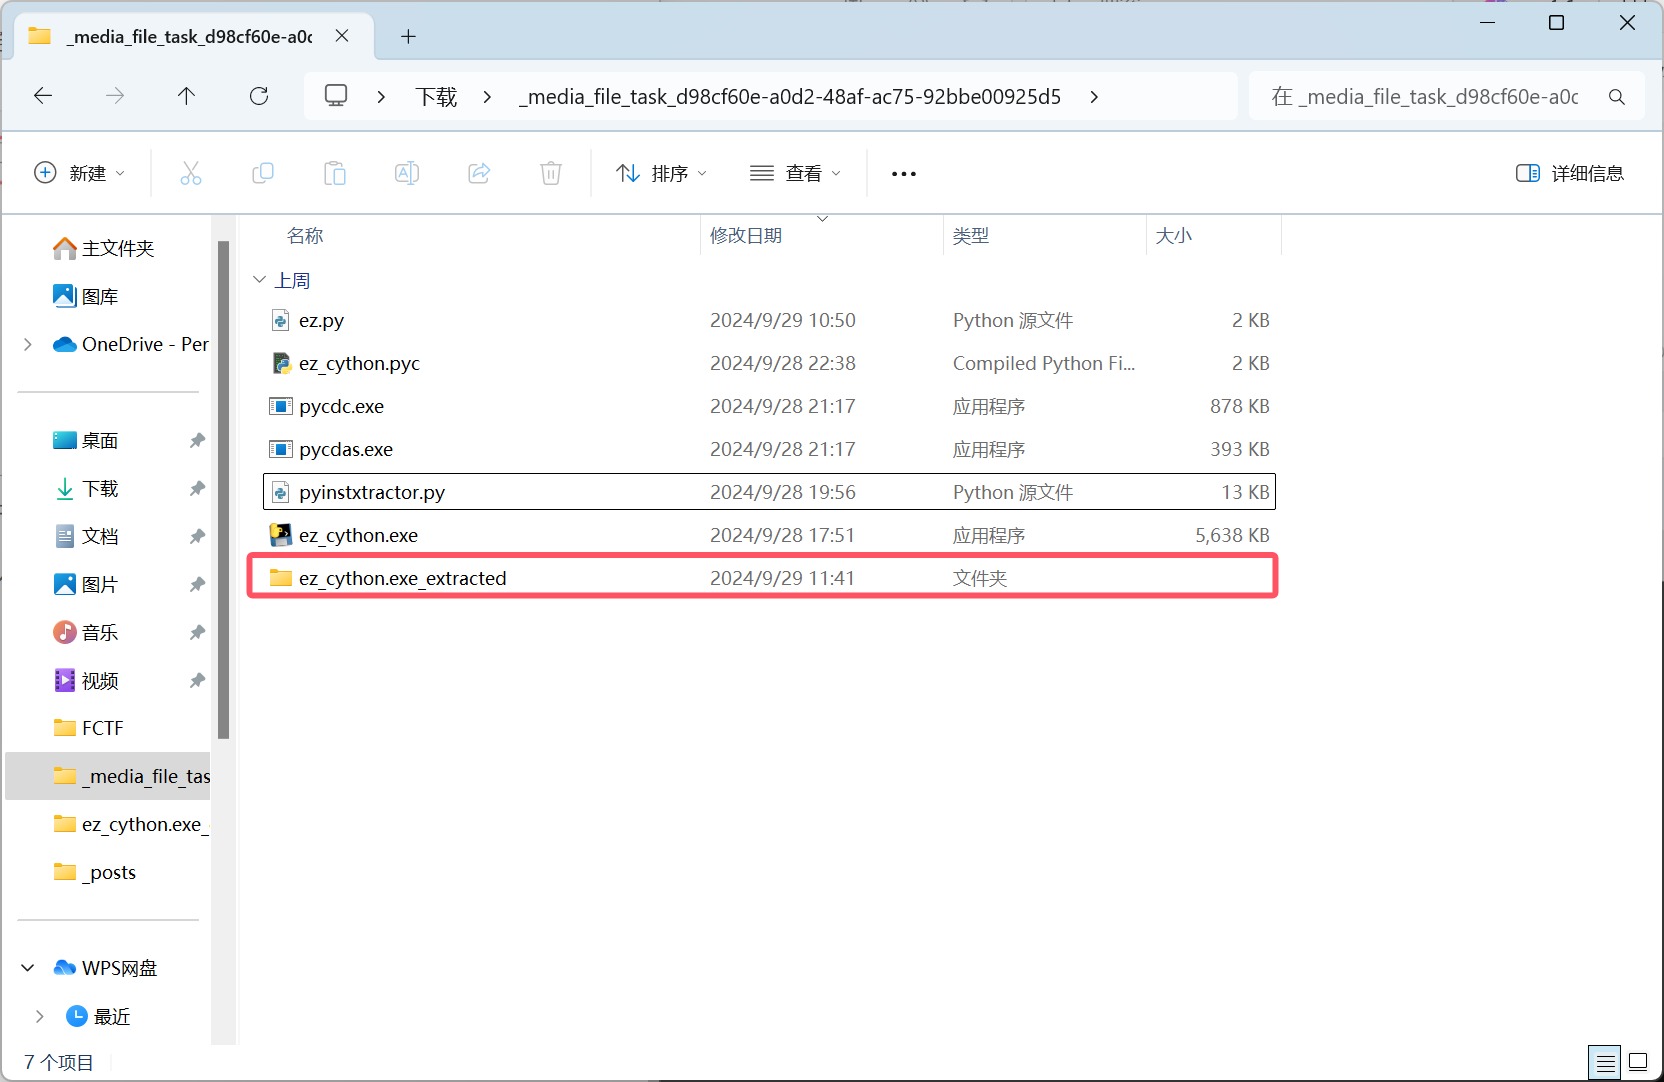 _media_file_task_d98cf60e-a0c
下载
_media_file_task_d98cf60e-a0d2-48af-ac75-92bbe00925d5
在 _media_file_task_d98cf60e-a0c
新建
排序
查看
详细信息
主文件夹
图库
OneDrive - Per
桌面
下载
文档
图片
音乐
视频
FCTF
_media_file_tas
ez_cython.exe_
_posts
WPS网盘
最近
名称 修改日期 类型 大小
上周
ez.py 2024/9/29 10:50 Python 源文件 2 KB
ez_cython.pyc 2024/9/28 22:38 Compiled Python Fi... 2 KB
pycdc.exe 2024/9/28 21:17 应用程序 878 KB
pycdas.exe 2024/9/28 21:17 应用程序 393 KB
pyinstxtractor.py 2024/9/28 19:56 Python 源文件 13 KB
ez_cython.exe 2024/9/28 17:51 应用程序 5,638 KB
ez_cython.exe_extracted 2024/9/29 11:41 文件夹
7 个项目